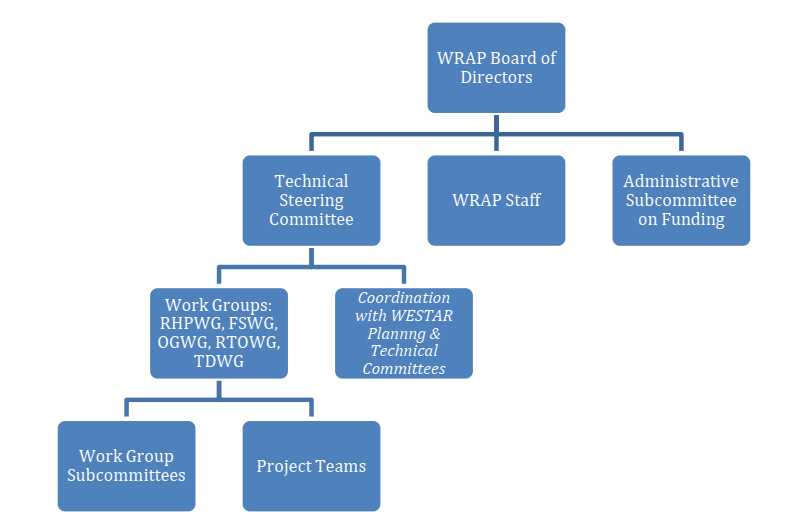 WRAP Board of
Directors
Technical
Steering
Committee
WRAP Staff
Administrative
Subcommittee
on Funding
Work Groups:
RHPWG, FSWG,
OGWG, RTOWG,
TDWG
Coordination
with WESTAR
Plannng &
Technical
Committees
Work Group
Subcommittees
Project Teams